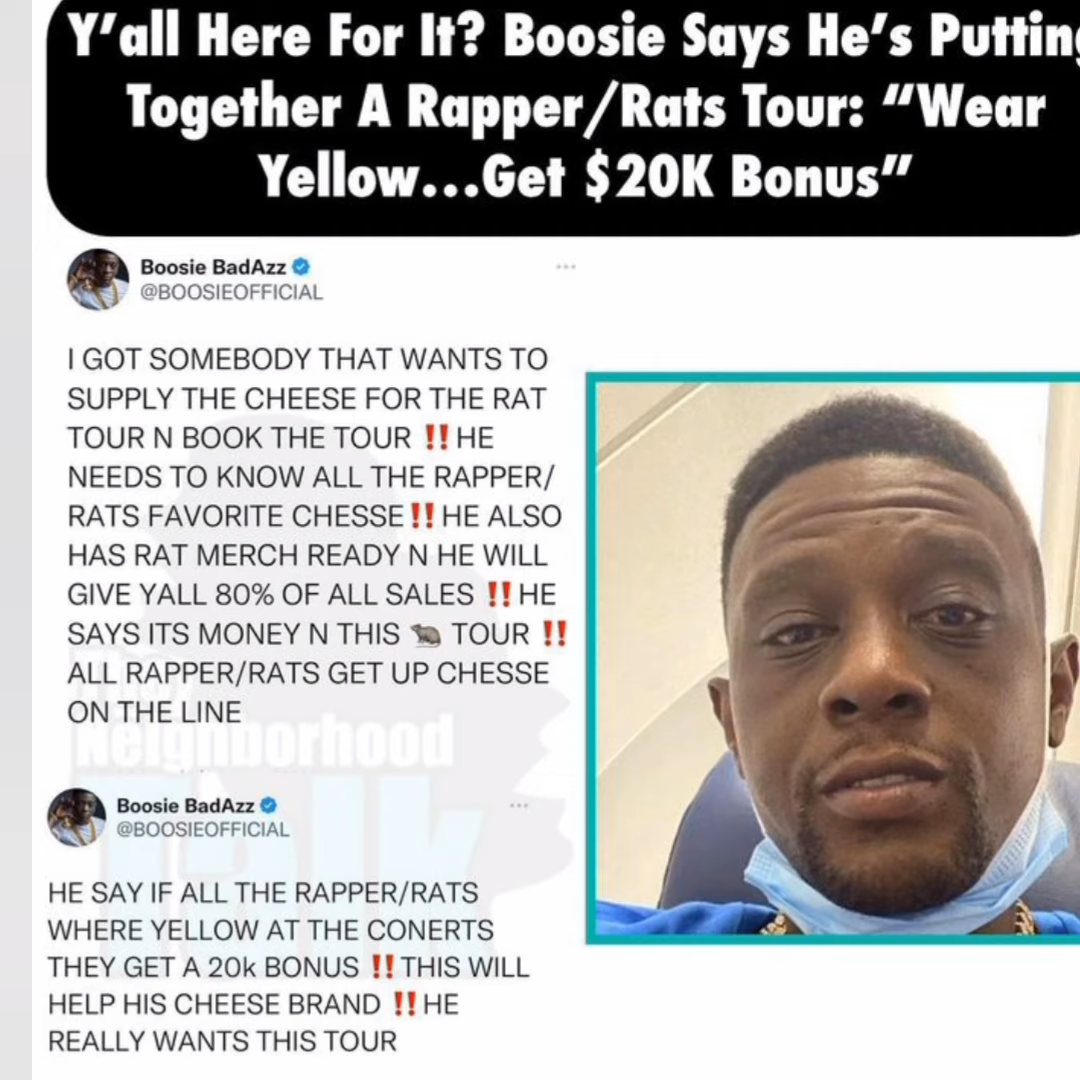 Y'all Here For It? Boosie Says He's Putting
Together A Rapper/Rats Tour: "Wear
Yellow...Get $20K Bonus"
Boosie BadAzz
@BOOSIEOFFICIAL
I GOT SOMEBODY THAT WANTS TO
SUPPLY THE CHEESE FOR THE RAT
TOUR N BOOK THE TOUR ‼️ HE
NEEDS TO KNOW ALL THE RAPPER/
RATS FAVORITE CHESSE‼️ HE ALSO
HAS RAT MERCH READY N HE WILL
GIVE YALL 80% OF ALL SALES ‼️ HE
SAYS ITS MONEY N THIS 🐀 TOUR ‼️
ALL RAPPER/RATS GET UP CHESSE
ON THE LINE
Neighborhood
Talk
Boosie BadAzz
@BOOSIEOFFICIAL
HE SAY IF ALL THE RAPPER/RATS
WHERE YELLOW AT THE CONERTS
THEY GET A 20k BONUS ‼️ THIS WILL
HELP HIS CHEESE BRAND ‼️ HE
REALLY WANTS THIS TOUR